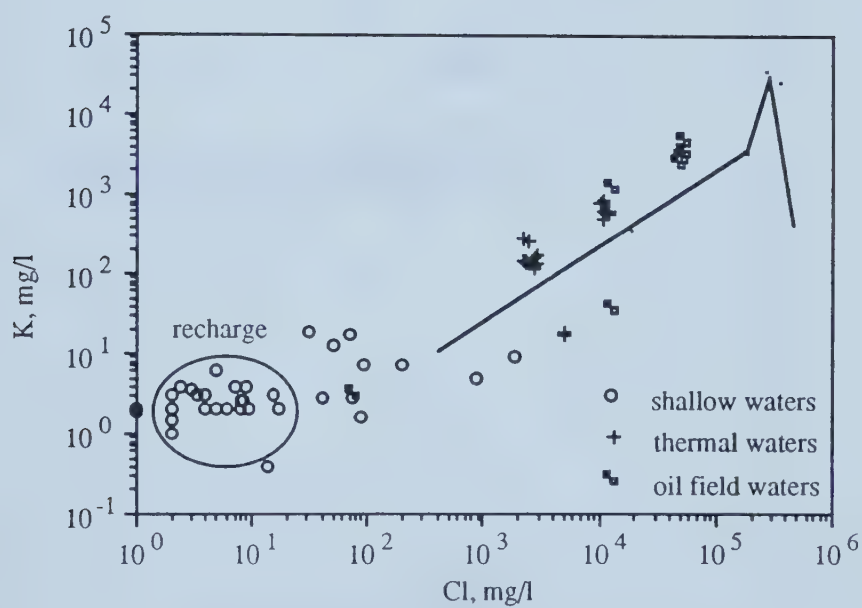 10^5
10^4
10^3
10^2
10^1
10^0
10^-1
K, mg/l
recharge
shallow waters
thermal waters
oil field waters
10^0 10^1 10^2 10^3 10^4 10^5 10^6
Cl, mg/l